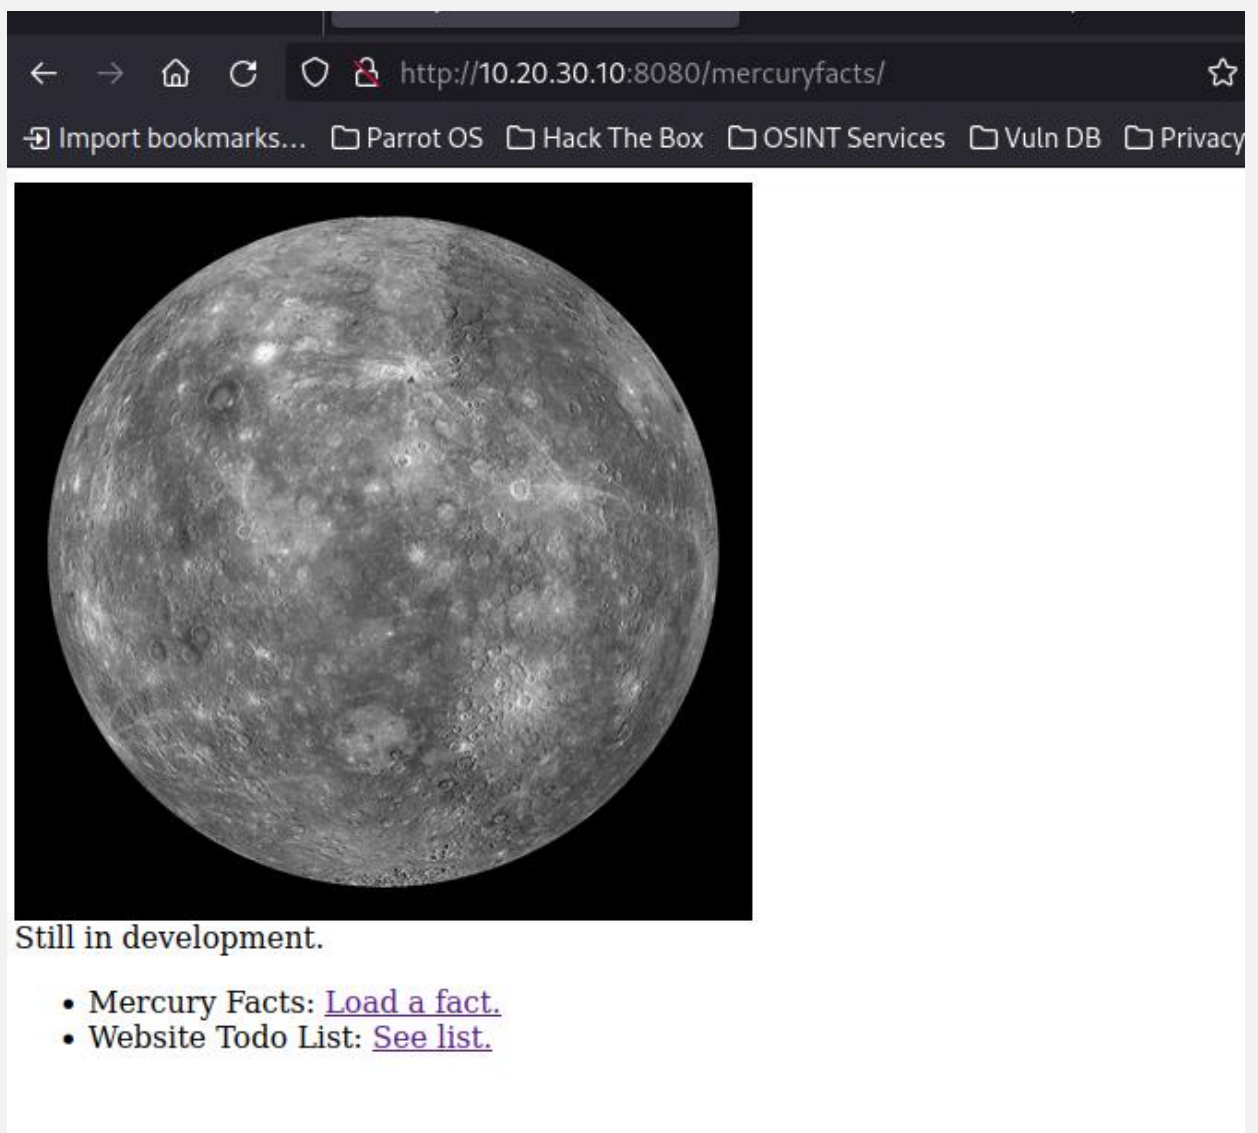 http://10.20.30.10:8080/mercuryfacts/
Import bookmarks... Parrot OS Hack The Box OSINT Services Vuln DB Privacy
Still in development.
• Mercury Facts: Load a fact.
• Website Todo List: See list.